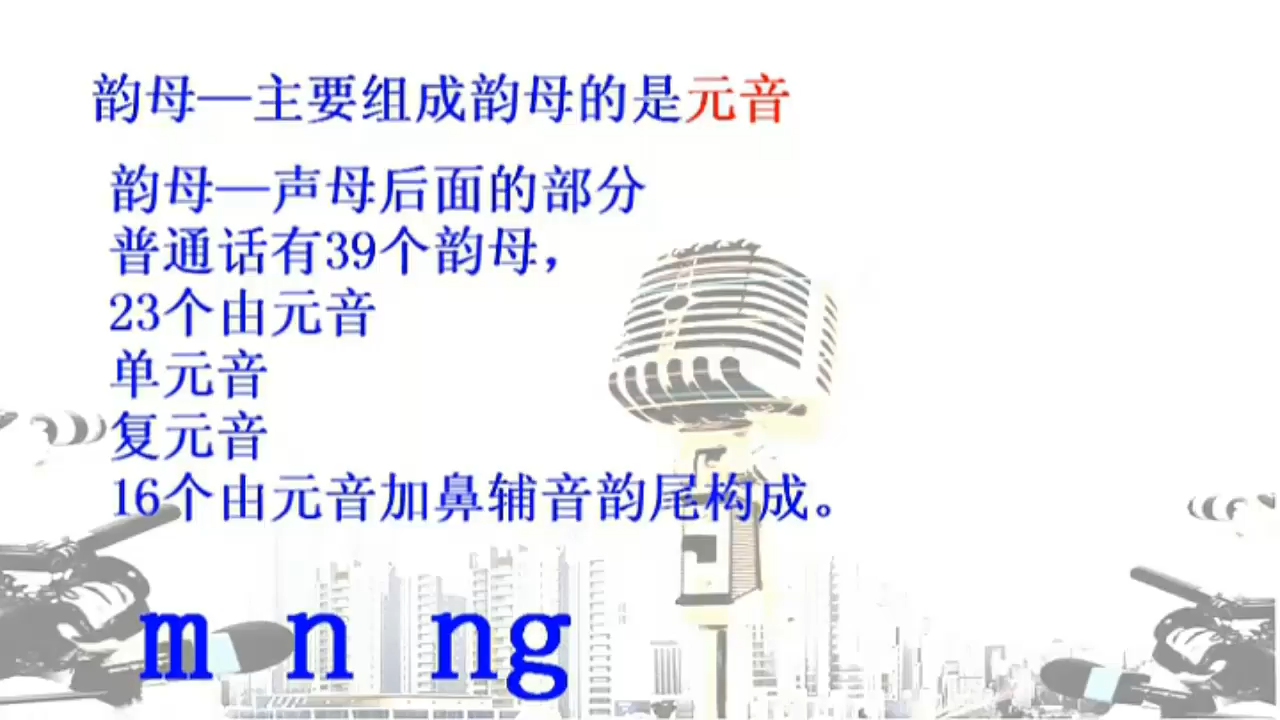 韵母—主要组成韵母的是元音
韵母—声母后面的部分
普通话有39个韵母，
23个由元音
单元音
复元音
16个由元音加鼻辅音韵尾构成。
m n ng